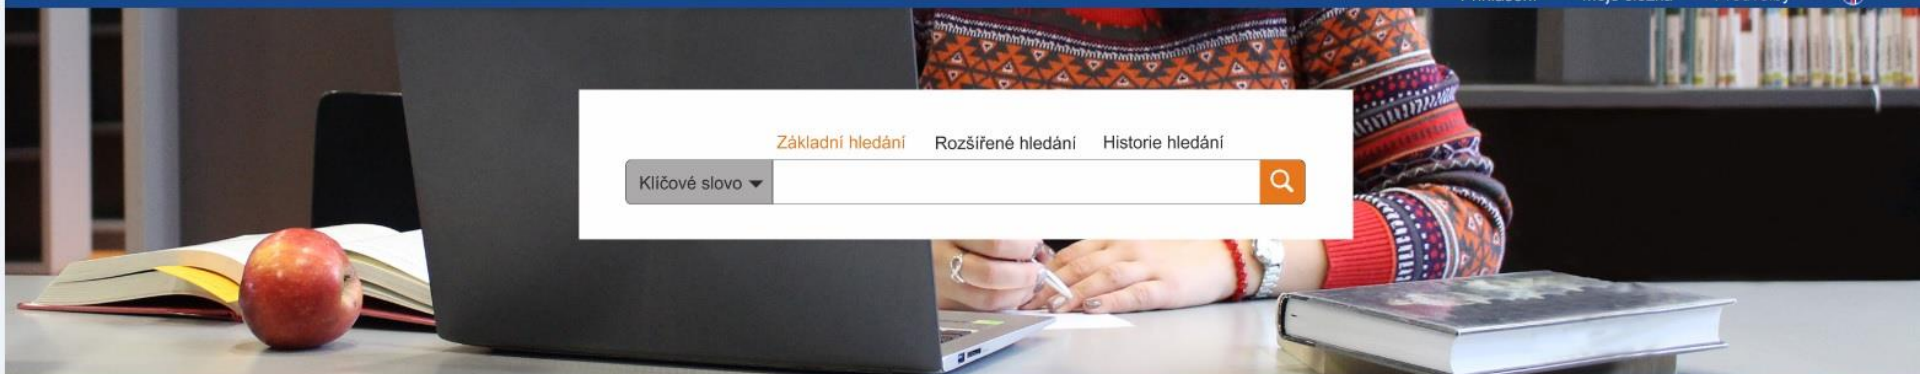 Základní hledání Rozšířené hledání Historie hledání
Klíčové slovo